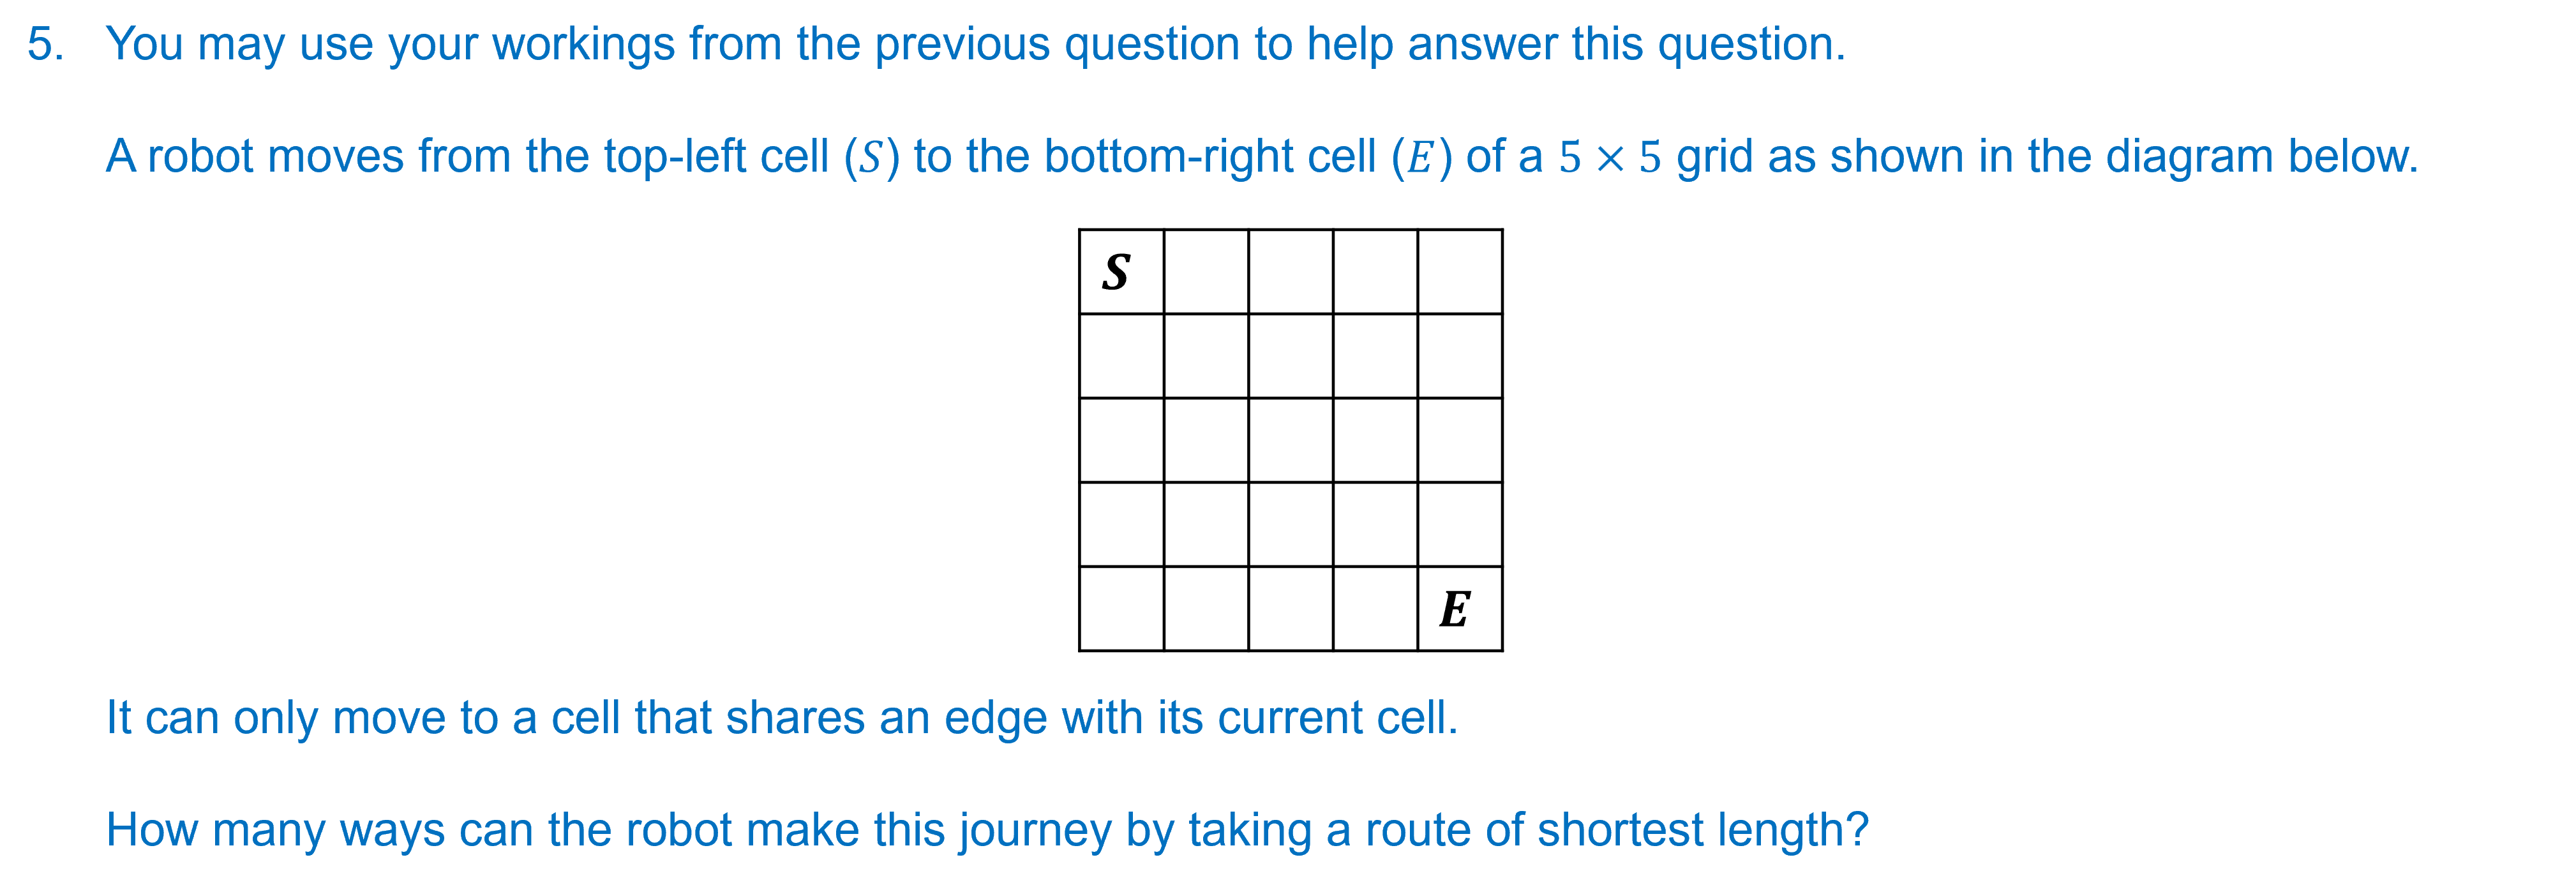 5. You may use your workings from the previous question to help answer this question.
A robot moves from the top-left cell (S) to the bottom-right cell (E) of a 5 × 5 grid as shown in the diagram below.
S
E
It can only move to a cell that shares an edge with its current cell.
How many ways can the robot make this journey by taking a route of shortest length?